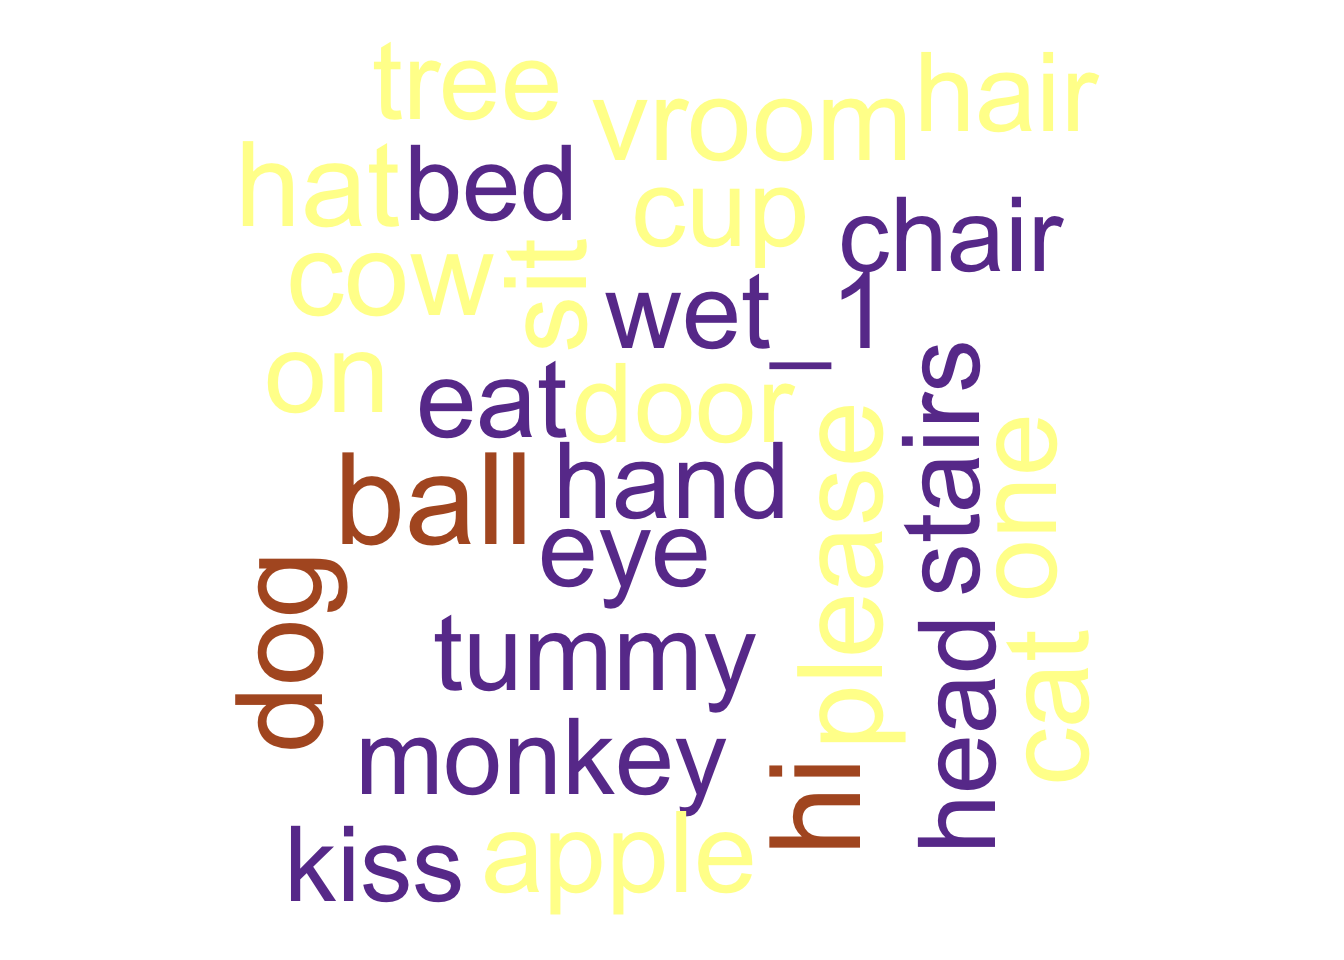 tree
vroom
hair
hat
bed
cup
chair
cow
sit
wet_1
on
eat
door
stairs
please
one
ball
hand
eye
dog
tummy
head
cat
monkey
hi
kiss
apple